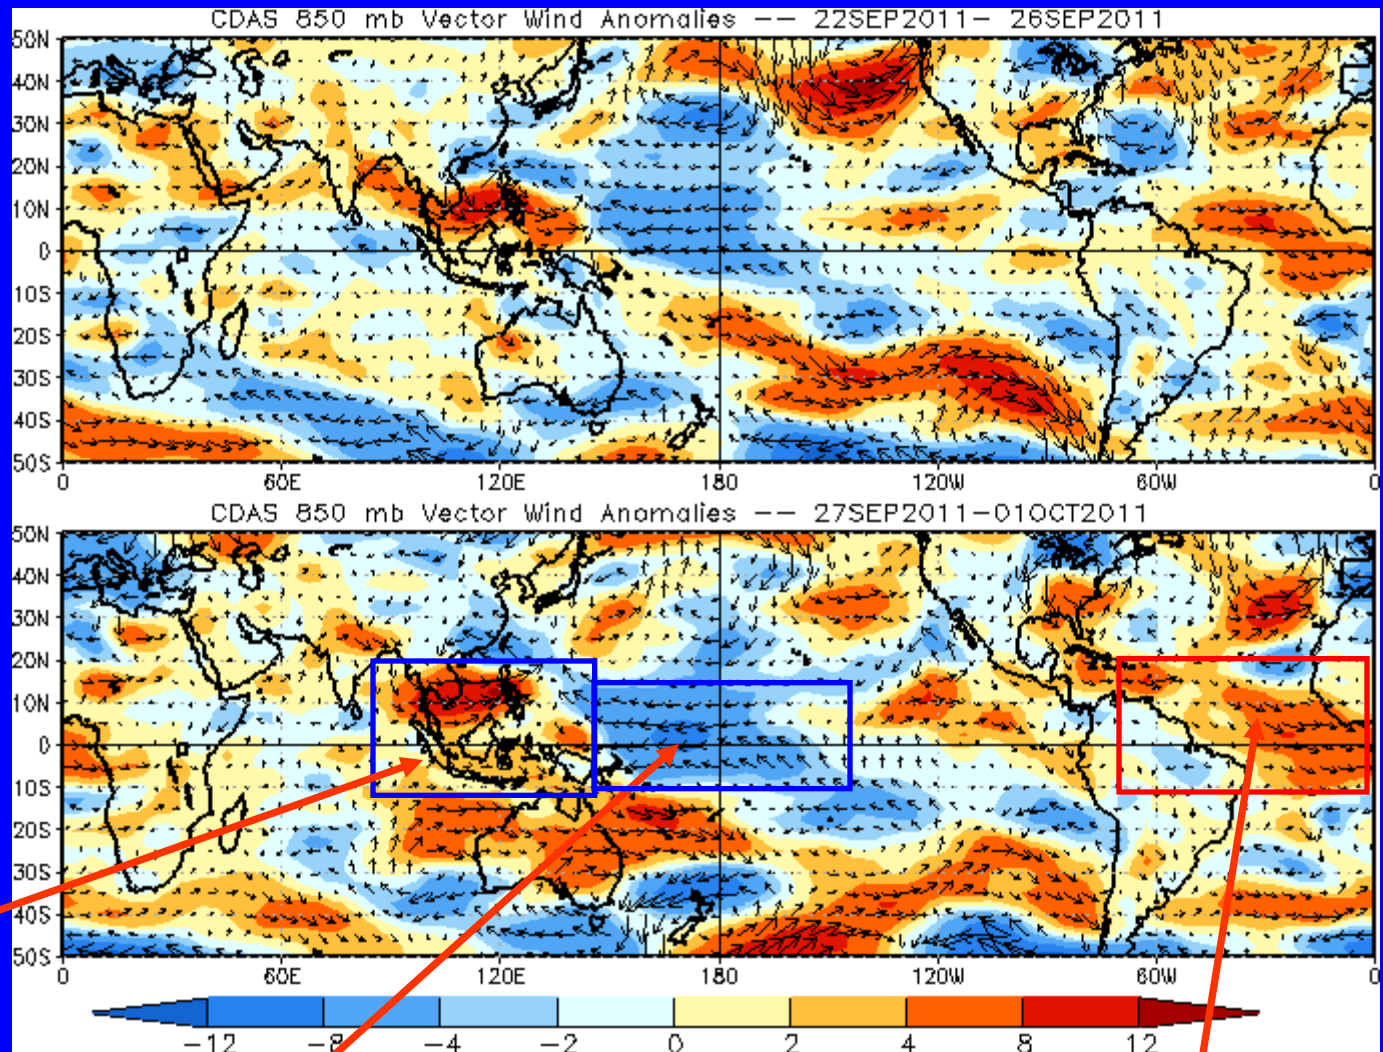 CDAS 850 mb Vector Wind Anomalies -- 22SEP2011- 26SEP2011
50N
40N
30N
20N
10N
0
10S
20S
30S
40S
50S
0 60E 120E 180 120W 60W 0
CDAS 850 mb Vector Wind Anomalies -- 27SEP2011-01OCT2011
50N
40N
30N
20N
10N
0
10S
20S
30S
40S
50S
0 60E 120E 180 120W 60W 0
-12 -8 -4 -2 0 2 4 8 12